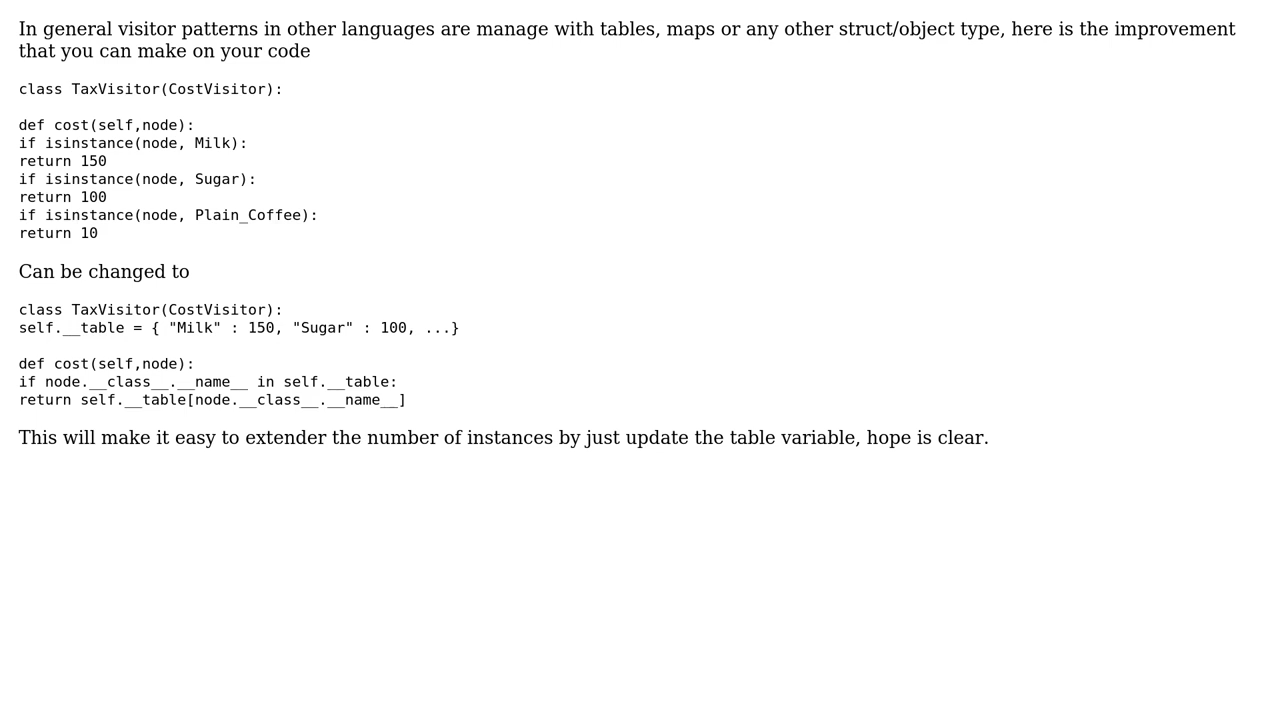 In general visitor patterns in other languages are manage with tables, maps or any other struct/object type, here is the improvement
that you can make on your code
class TaxVisitor(CostVisitor):
def cost(self,node):
if isinstance(node, Milk):
return 150
if isinstance(node, Sugar):
return 100
if isinstance(node, Plain_Coffee):
return 10
Can be changed to
class TaxVisitor(CostVisitor):
self.__table = { "Milk" : 150, "Sugar" : 100, ...}
def cost(self,node):
if node.__class__.__name__ in self.__table:
return self.__table[node.__class__.__name__]
This will make it easy to extender the number of instances by just update the table variable, hope is clear.